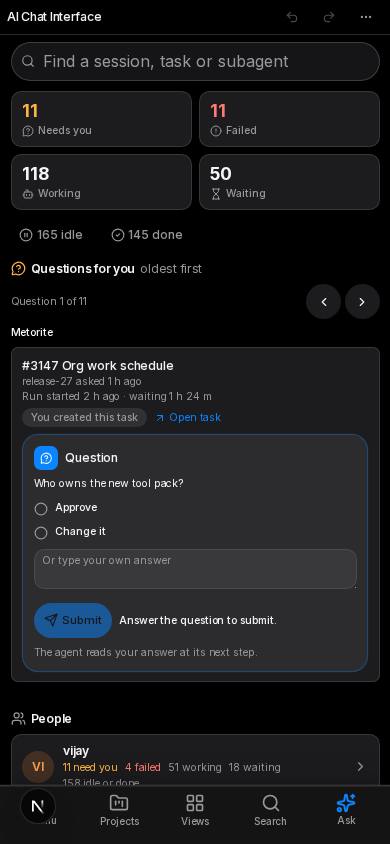 AI Chat Interface
Find a session, task or subagent
11
Needs you
11
Failed
118
Working
50
Waiting
165 idle
145 done
Questions for you oldest first
Question 1 of 11
Metorite
#3147 Org work schedule
release-27 asked 1 h ago
Run started 2 h ago · waiting 1 h 24 m
You created this task
Open task
Question
Who owns the new tool pack?
Approve
Change it
Or type your own answer
Submit
Answer the question to submit.
The agent reads your answer at its next step.
People
VI
vijay
11 need you 4 failed 51 working 18 waiting
158 idle or done
N
Projects
Views
Search
Ask